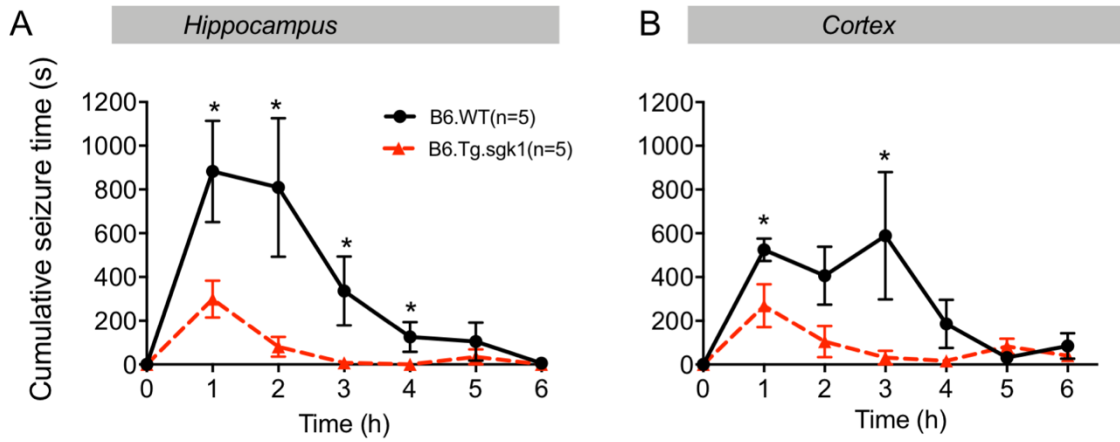 A
Hippocampus
B
Cortex
Cumulative seizure time (s)
1200
1000
800
600
400
200
0
* * * *
B6.WT(n=5)
B6.Tg.sgk1(n=5)
0 1 2 3 4 5 6
Time (h)
1200
1000
800
600
400
200
0
* *
0 1 2 3 4 5 6
Time (h)